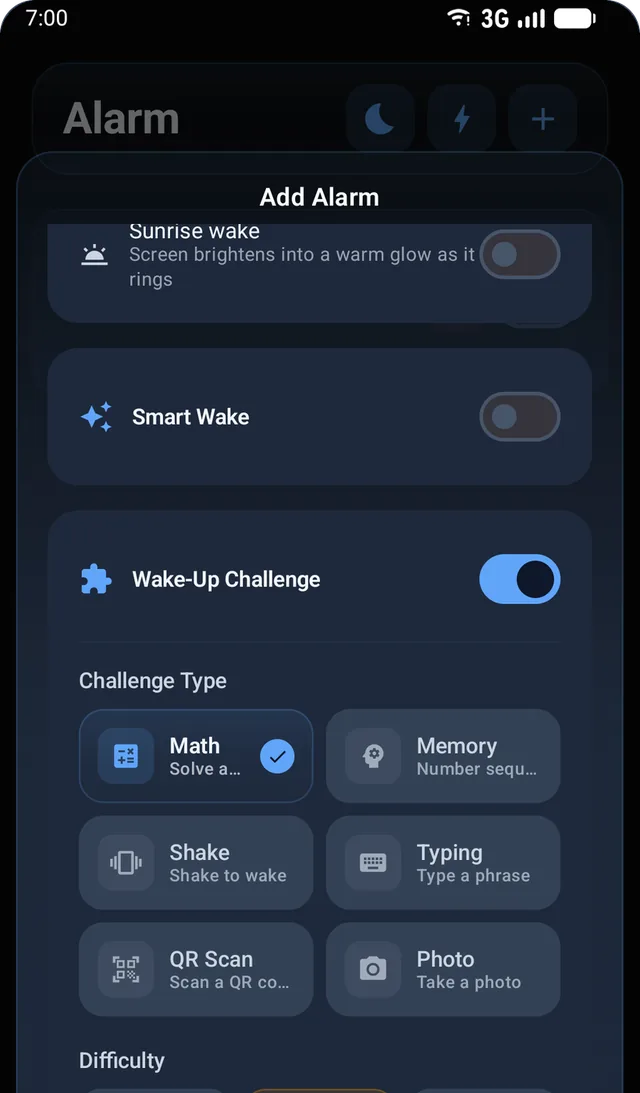 7:00
3G
Alarm
Add Alarm
Sunrise wake
Screen brightens into a warm glow as it
rings
Smart Wake
Wake-Up Challenge
Challenge Type
Math
Solve a…
Memory
Number sequ…
Shake
Shake to wake
Typing
Type a phrase
QR Scan
Scan a QR co…
Photo
Take a photo
Difficulty